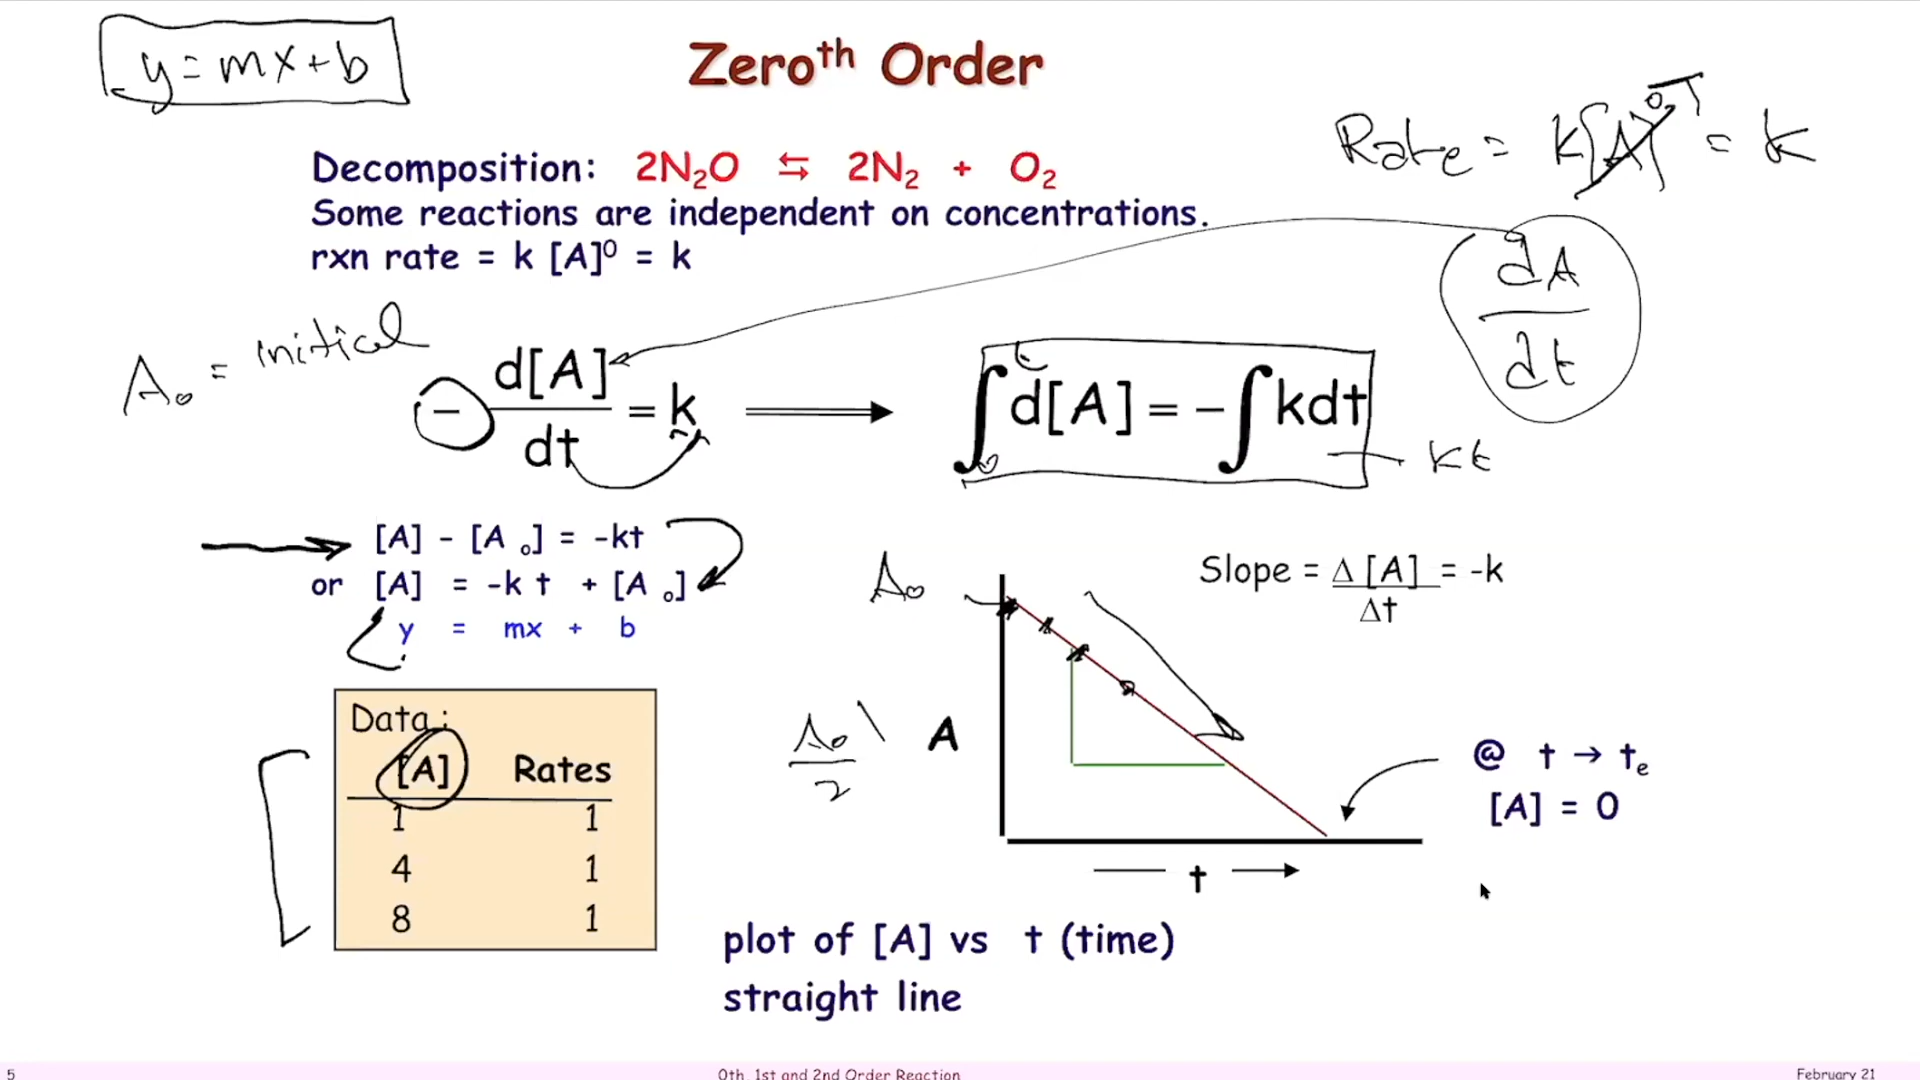 y = mx + b
Zeroth Order
Rate = k[A]⁰ = k
Decomposition: 2N₂O ⇆ 2N₂ + O₂
Some reactions are independent on concentrations.
rxn rate = k [A]⁰ = k
dA
dt
A₀ = initial
− d[A]/dt = k ⟹ ∫ d[A] = − ∫ kdt
t
0
kt
[A] - [A ₀] = -kt
or [A] = -k t + [A ₀]
y = mx + b
A₀
Slope = Δ [A] = -k
Δt
Data:
[A] Rates
1 1
4 1
8 1
A₀
2
A
@ t → tₑ
[A] = 0
t
plot of [A] vs t (time)
straight line
5
0th, 1st and 2nd Order Reaction
February 21